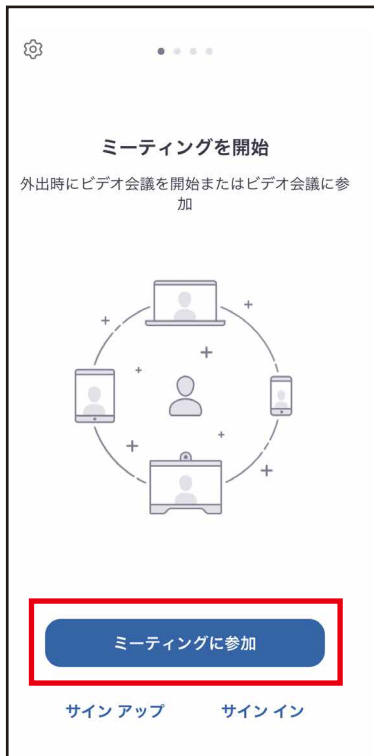 ミーティングを開始
外出時にビデオ会議を開始またはビデオ会議に参
加
ミーティングに参加
サイン アップ
サイン イン